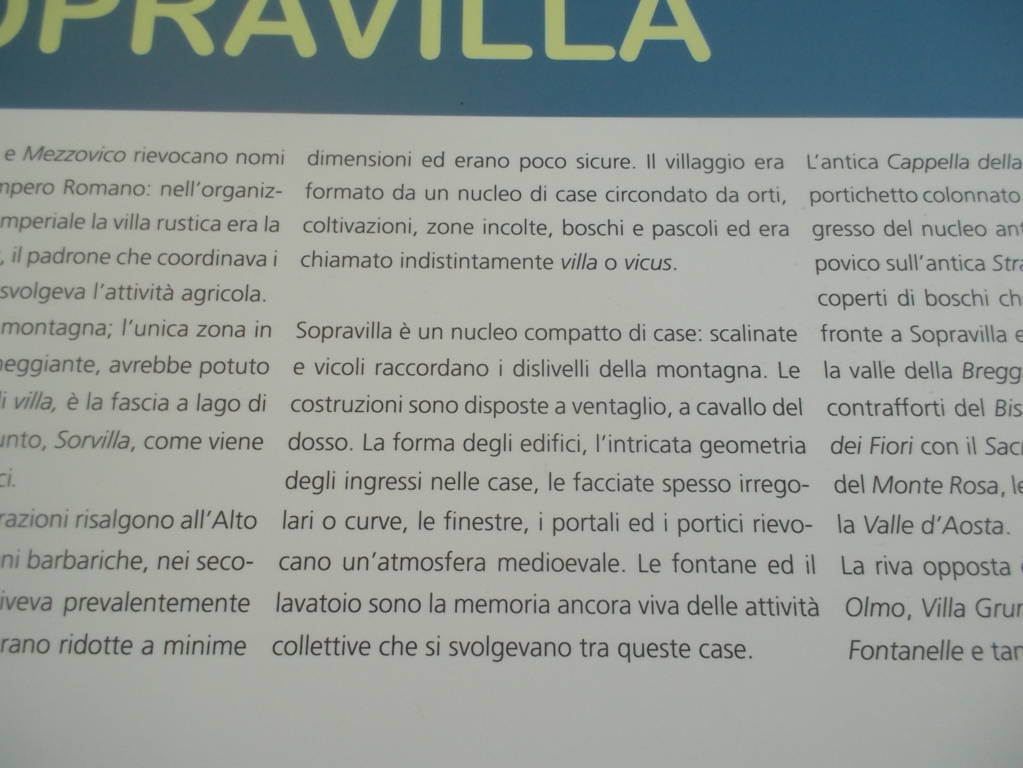 OPRAVILLA
e Mezzovico rievocano nomi
mpero Romano: nell'organiz-
mperiale la villa rustica era la
, il padrone che coordinava i
svolgeva l'attività agricola.
montagna; l'unica zona in
eggiante, avrebbe potuto
i villa, è la fascia a lago di
unto, Sorvilla, come viene
ci.
razioni risalgono all'Alto
ni barbariche, nei seco-
iveva prevalentemente
rano ridotte a minime
dimensioni ed erano poco sicure. Il villaggio era
formato da un nucleo di case circondato da orti,
coltivazioni, zone incolte, boschi e pascoli ed era
chiamato indistintamente villa o vicus.
Sopravilla è un nucleo compatto di case: scalinate
e vicoli raccordano i dislivelli della montagna. Le
costruzioni sono disposte a ventaglio, a cavallo del
dosso. La forma degli edifici, l'intricata geometria
degli ingressi nelle case, le facciate spesso irrego-
lari o curve, le finestre, i portali ed i portici rievo-
cano un'atmosfera medioevale. Le fontane ed il
lavatoio sono la memoria ancora viva delle attività
collettive che si svolgevano tra queste case.
L'antica Cappella della
portichetto colonnato
gresso del nucleo ant
povico sull'antica Stra
coperti di boschi ch
fronte a Sopravilla e
la valle della Bregg
contrafforti del Bis
dei Fiori con il Sac
del Monte Rosa, le
la Valle d'Aosta.
La riva opposta
Olmo, Villa Grum
Fontanelle e tan